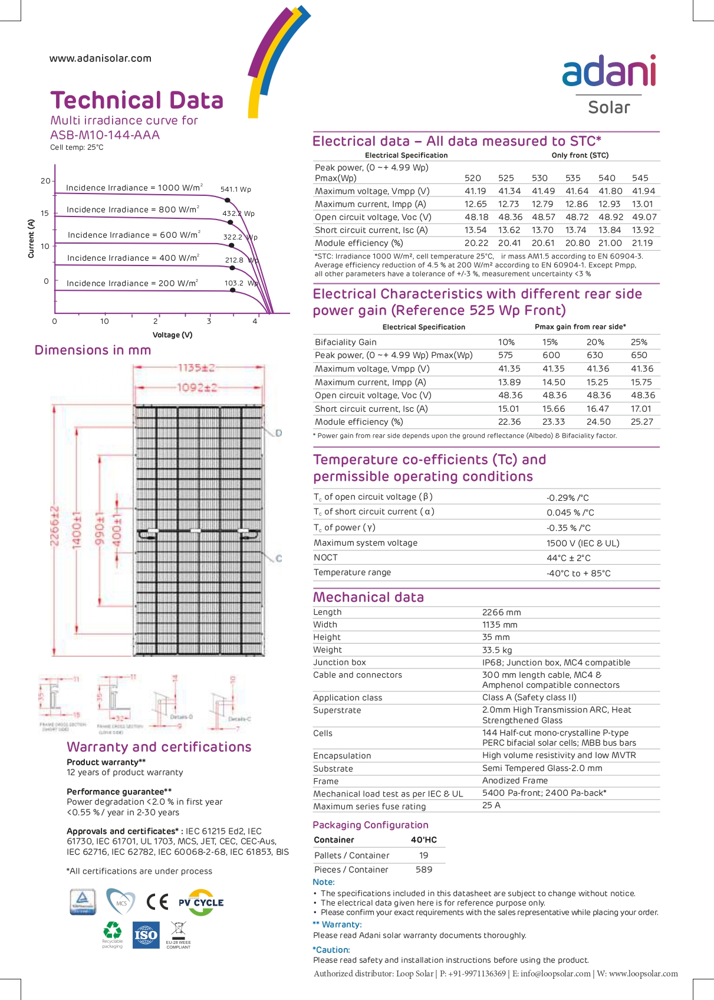 www.adanisolar.com
adani
Solar
Technical Data
Multi irradiance curve for
ASB-M10-144-AAA
Cell temp: 25°C
20
15
10
0
Current (A)
Incidence Irradiance = 1000 W/m²
541.1 Wp
Incidence Irradiance = 800 W/m²
432.2 Wp
Incidence Irradiance = 600 W/m²
322.2 Wp
Incidence Irradiance = 400 W/m²
212.8 Wp
Incidence Irradiance = 200 W/m²
103.2 Wp
0 10 2 3 4
Voltage (V)
Dimensions in mm
1135±2
1092±2
2266±2
1400±1
990±1
400±1
D
C
11
35
15
FRAME CROSS SECTION
(SHORT SIDE)
11
35
32
FRAME CROSS SECTION
(LONG SIDE)
14
Details-D
9
10
Details-C
7
Warranty and certifications
Product warranty**
12 years of product warranty
Performance guarantee**
Power degradation <2.0 % in first year
<0.55 % / year in 2-30 years
Approvals and certificates* : IEC 61215 Ed2, IEC
61730, IEC 61701, UL 1703, MCS, JET, CEC, CEC-Aus,
IEC 62716, IEC 62782, IEC 60068-2-68, IEC 61853, BIS
*All certifications are under process
MCS
CE
PV CYCLE
Recyclable
packaging
ISO
EU-28 WEEE
COMPLIANT
Electrical data – All data measured to STC*
Electrical Specification Only front (STC)
Peak power, (0 ~+ 4.99 Wp)
Pmax(Wp) 520 525 530 535 540 545
Maximum voltage, Vmpp (V) 41.19 41.34 41.49 41.64 41.80 41.94
Maximum current, Impp (A) 12.65 12.73 12.79 12.86 12.93 13.01
Open circuit voltage, Voc (V) 48.18 48.36 48.57 48.72 48.92 49.07
Short circuit current, Isc (A) 13.54 13.62 13.70 13.74 13.84 13.92
Module efficiency (%) 20.22 20.41 20.61 20.80 21.00 21.19
*STC: Irradiance 1000 W/m², cell temperature 25°C, ir mass AM1.5 according to EN 60904-3.
Average efficiency reduction of 4.5 % at 200 W/m² according to EN 60904-1. Except Pmpp,
all other parameters have a tolerance of +/-3 %, measurement uncertainty <3 %
Electrical Characteristics with different rear side
power gain (Reference 525 Wp Front)
Electrical Specification Pmax gain from rear side*
Bifaciality Gain 10% 15% 20% 25%
Peak power, (0 ~+ 4.99 Wp) Pmax(Wp) 575 600 630 650
Maximum voltage, Vmpp (V) 41.35 41.35 41.36 41.36
Maximum current, Impp (A) 13.89 14.50 15.25 15.75
Open circuit voltage, Voc (V) 48.36 48.36 48.36 48.36
Short circuit current, Isc (A) 15.01 15.66 16.47 17.01
Module efficiency (%) 22.36 23.33 24.50 25.27
* Power gain from rear side depends upon the ground reflectance (Albedo) & Bifaciality factor.
Temperature co-efficients (Tc) and
permissible operating conditions
Tc of open circuit voltage (β) -0.29% /°C
Tc of short circuit current (α) 0.045 % /°C
Tc of power (γ) -0.35 % /°C
Maximum system voltage 1500 V (IEC & UL)
NOCT 44°C ± 2°C
Temperature range -40°C to + 85°C
Mechanical data
Length 2266 mm
Width 1135 mm
Height 35 mm
Weight 33.5 kg
Junction box IP68; Junction box, MC4 compatible
Cable and connectors 300 mm length cable, MC4 &
Amphenol compatible connectors
Application class Class A (Safety class II)
Superstrate 2.0mm High Transmission ARC, Heat
Strengthened Glass
Cells 144 Half-cut mono-crystalline P-type
PERC bifacial solar cells; MBB bus bars
Encapsulation High volume resistivity and low MVTR
Substrate Semi Tempered Glass-2.0 mm
Frame Anodized Frame
Mechanical load test as per IEC & UL 5400 Pa-front; 2400 Pa-back*
Maximum series fuse rating 25 A
Packaging Configuration
Container 40'HC
Pallets / Container 19
Pieces / Container 589
Note:
• The specifications included in this datasheet are subject to change without notice.
• The electrical data given here is for reference purpose only.
• Please confirm your exact requirements with the sales representative while placing your order.
** Warranty:
Please read Adani solar warranty documents thoroughly.
*Caution:
Please read safety and installation instructions before using the product.
Authorized distributor: Loop Solar | P: +91-9971136369 | E: info@loopsolar.com | W: www.loopsolar.com